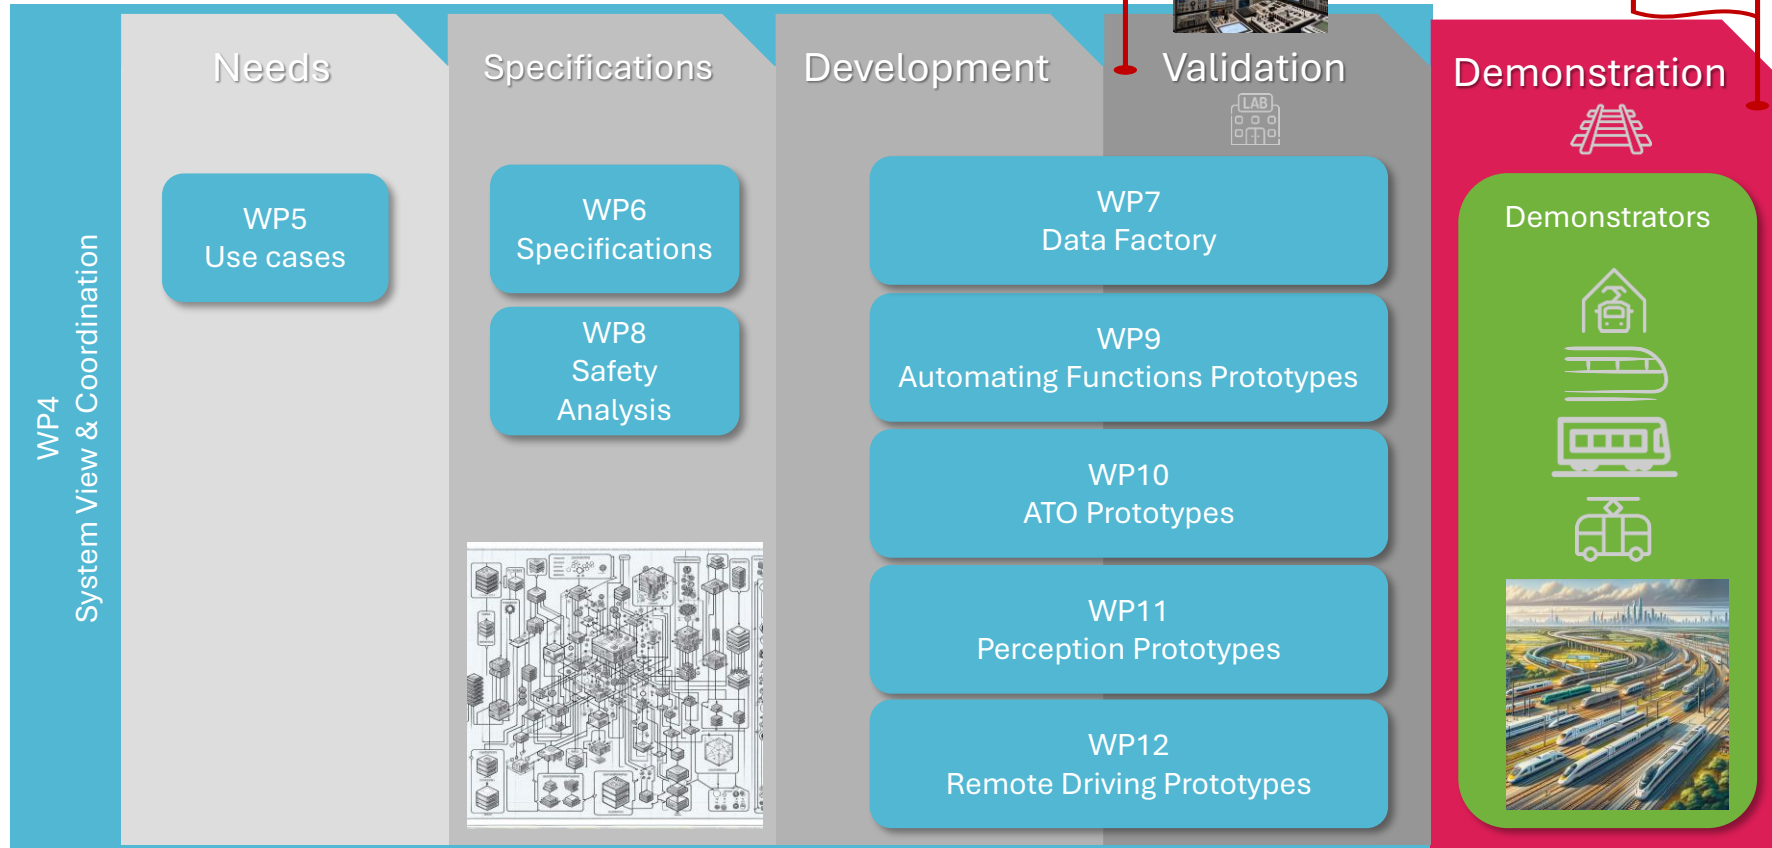 Needs
Specifications
Development
Validation
Demonstration
LAB
WP4
System View & Coordination
WP5
Use cases
WP6
Specifications
WP8
Safety
Analysis
WP7
Data Factory
WP9
Automating Functions Prototypes
WP10
ATO Prototypes
WP11
Perception Prototypes
WP12
Remote Driving Prototypes
Demonstrators